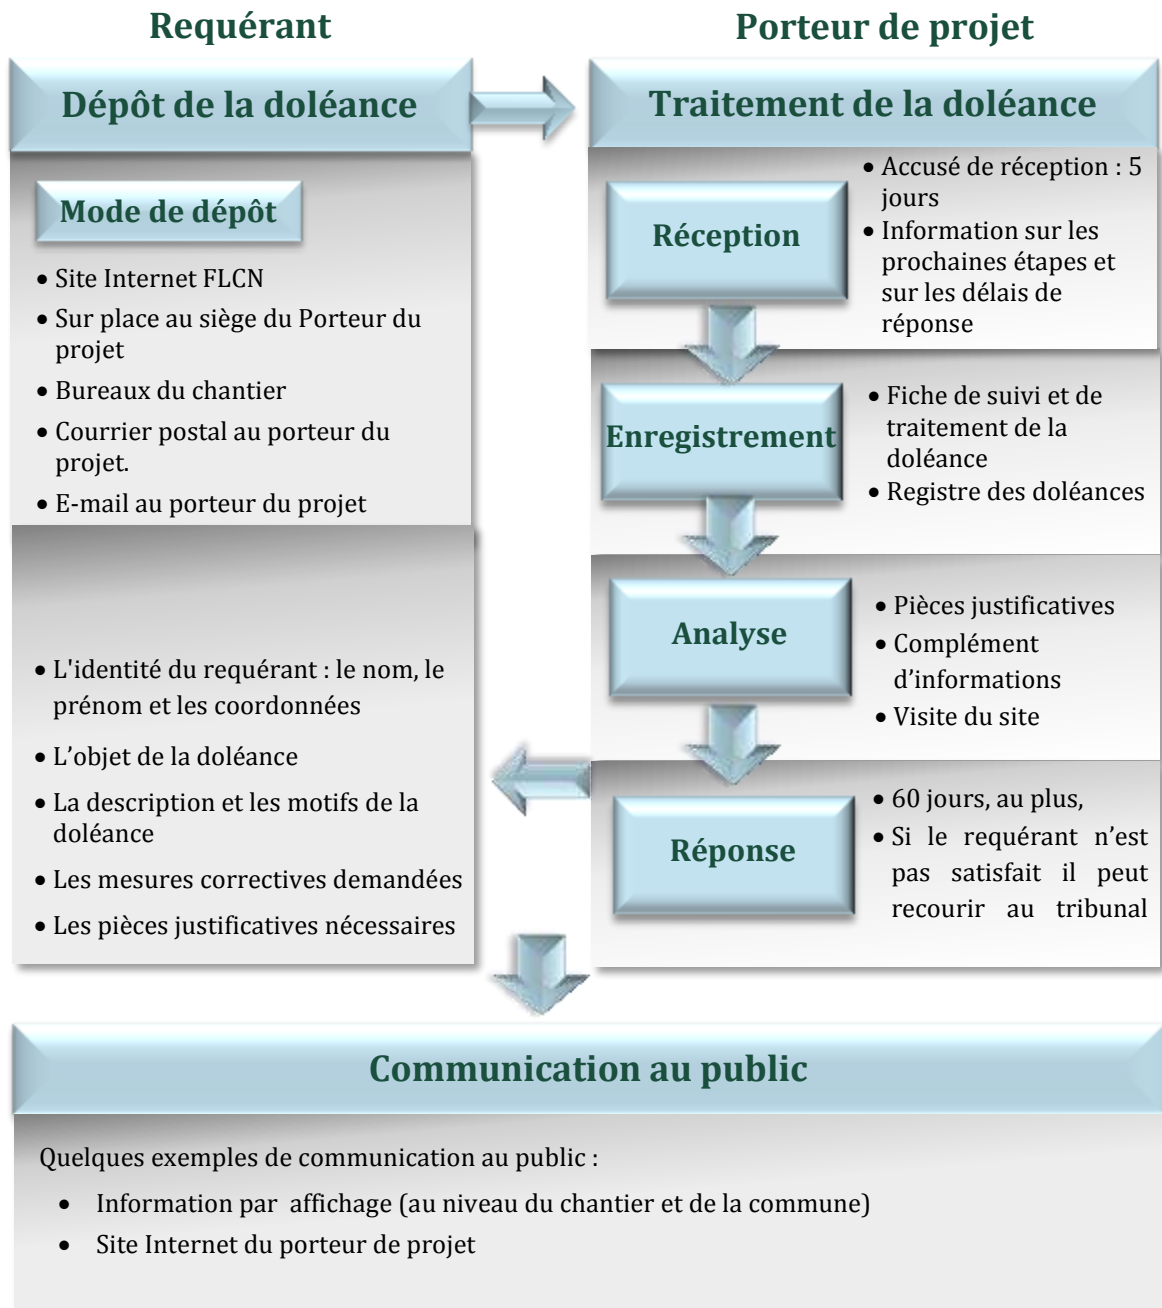 Requérant
Porteur de projet
Dépôt de la doléance
Traitement de la doléance
Mode de dépôt
• Site Internet FLCN
• Sur place au siège du Porteur du
projet
• Bureaux du chantier
• Courrier postal au porteur du
projet.
• E-mail au porteur du projet
• L'identité du requérant : le nom, le
prénom et les coordonnées
• L’objet de la doléance
• La description et les motifs de la
doléance
• Les mesures correctives demandées
• Les pièces justificatives nécessaires
Réception
• Accusé de réception : 5
jours
• Information sur les
prochaines étapes et
sur les délais de
réponse
Enregistrement
• Fiche de suivi et de
traitement de la
doléance
• Registre des doléances
Analyse
• Pièces justificatives
• Complément
d’informations
• Visite du site
Réponse
• 60 jours, au plus,
• Si le requérant n’est
pas satisfait il peut
recourir au tribunal
Communication au public
Quelques exemples de communication au public :
• Information par affichage (au niveau du chantier et de la commune)
• Site Internet du porteur de projet